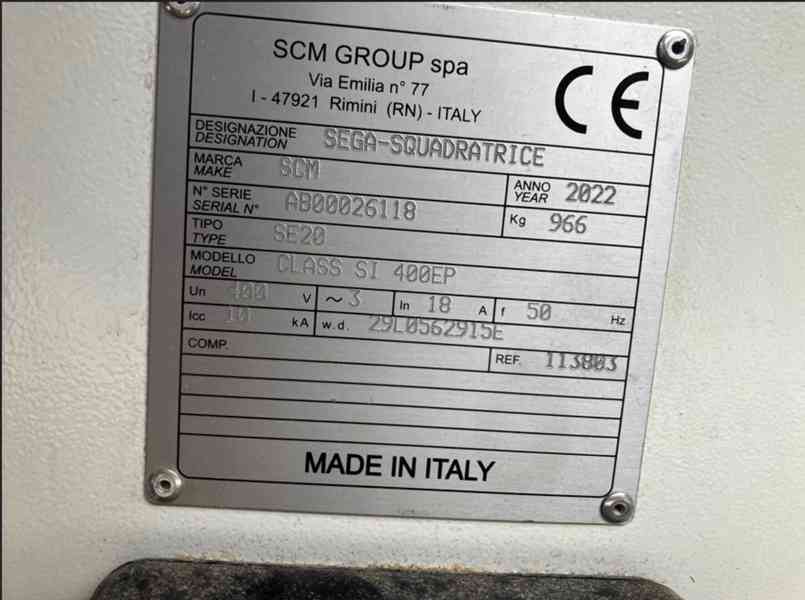 SCM GROUP spa
Via Emilia n° 77
I - 47921 Rimini (RN) - ITALY
CE
DESIGNAZIONE
DESIGNATION SEGA-SQUADRATRICE
MARCA
MAKE SCM
ANNO
YEAR 2022
N° SERIE
SERIAL N° AB00026118
Kg 966
TIPO
TYPE SE20
MODELLO
MODEL CLASS SI 400EP
Un 400 V ~ 3 In 18 A f 50 Hz
Icc 10 kA w.d. 29L0562915E
COMP.
REF. 113803
MADE IN ITALY